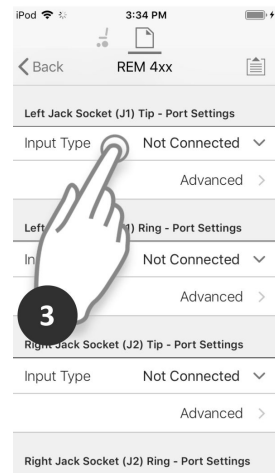 iPod 3:34 PM
Back REM 4xx
Left Jack Socket (J1) Tip - Port Settings
Input Type Not Connected
Advanced
Left 1) Ring - Port Settings
In Not Connected
Advanced
3
Right Jack Socket (J2) Tip - Port Settings
Input Type Not Connected
Advanced
Right Jack Socket (J2) Ring - Port Settings